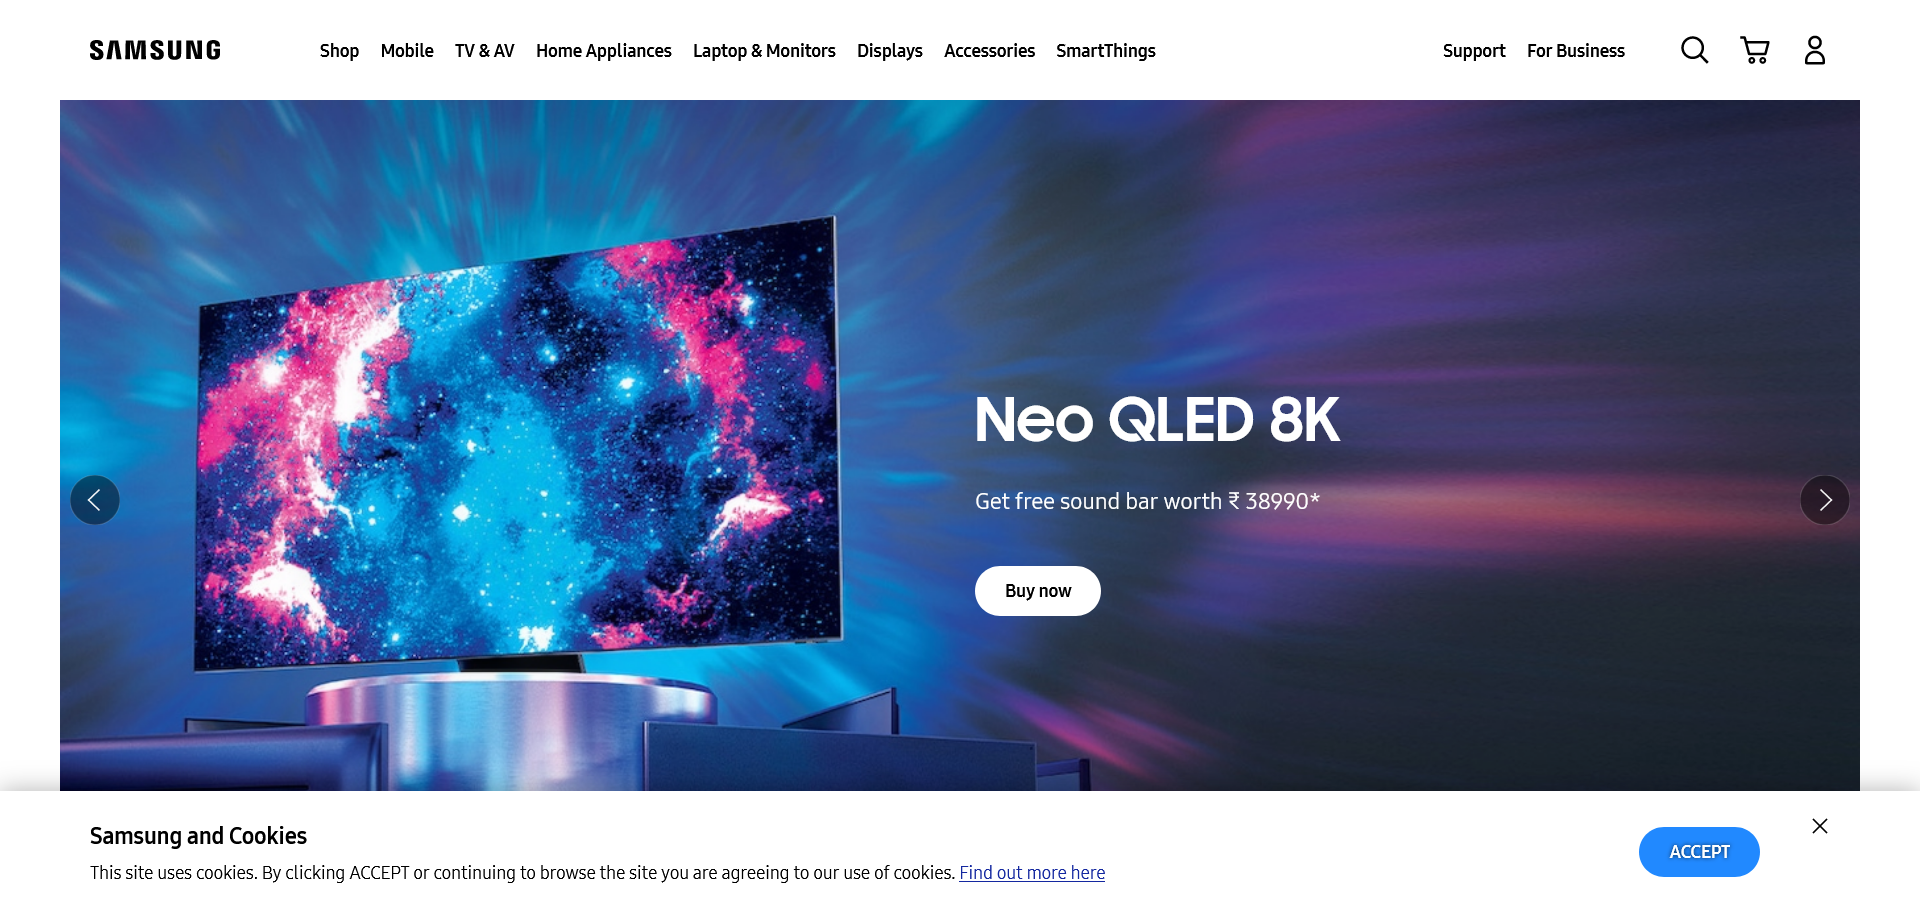 SAMSUNG Shop Mobile TV & AV Home Appliances Laptop & Monitors Displays Accessories SmartThings Support For Business
Neo QLED 8K
Get free sound bar worth ₹ 38990*
Buy now
Samsung and Cookies
This site uses cookies. By clicking ACCEPT or continuing to browse the site you are agreeing to our use of cookies. Find out more here
ACCEPT